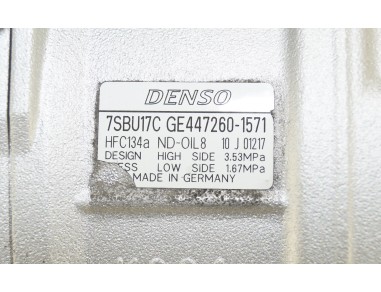 DENSO
7SBU17C GE447260-1571
HFC134a ND-OIL8 10 J 01217
DESIGN HIGH SIDE 3.53MPa
LOW SIDE 1.67MPa
MADE IN GERMANY